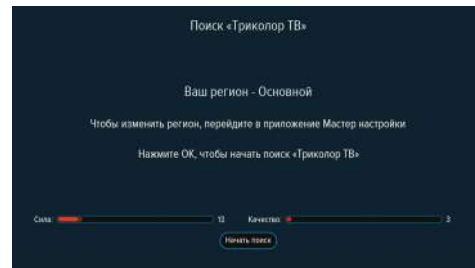 Поиск «Триколор ТВ»
Ваш регион - Основной
Чтобы изменить регион, перейдите в приложение Мастер настройки
Нажмите ОК, чтобы начать поиск «Триколор ТВ»
Сила: 13 Качество: 3
Начать поиск